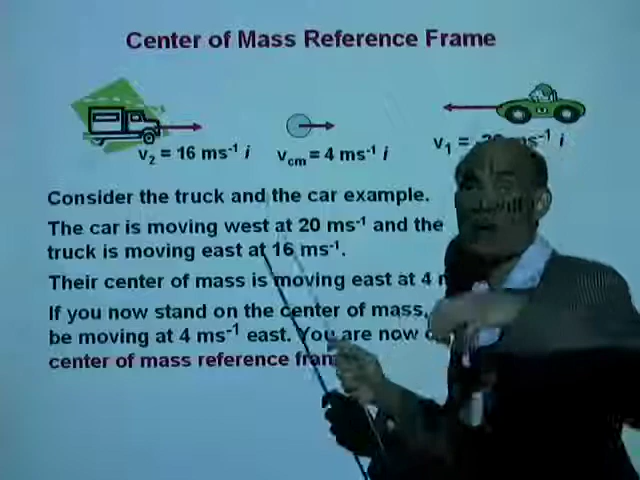 Center of Mass Reference Frame
v₂ = 16 ms⁻¹ i
v_cm = 4 ms⁻¹ i
v₁ = ms⁻¹ i
Consider the truck and the car example.
The car is moving west at 20 ms⁻¹ and the
truck is moving east at 16 ms⁻¹.
Their center of mass is moving east at 4
If you now stand on the center of mass,
be moving at 4 ms⁻¹ east. You are now
center of mass reference